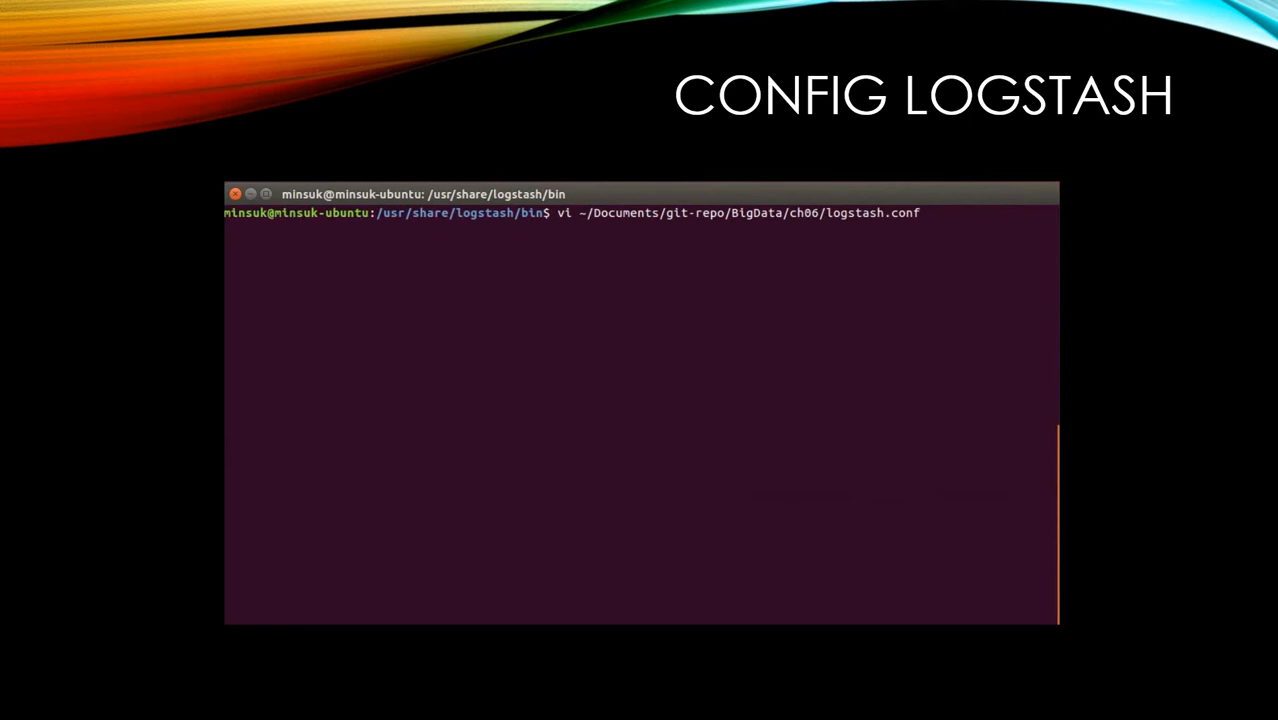 CONFIG LOGSTASH
minsuk@minsuk-ubuntu: /usr/share/logstash/bin
minsuk@minsuk-ubuntu:/usr/share/logstash/bin$ vi ~/Documents/git-repo/BigData/ch06/logstash.conf